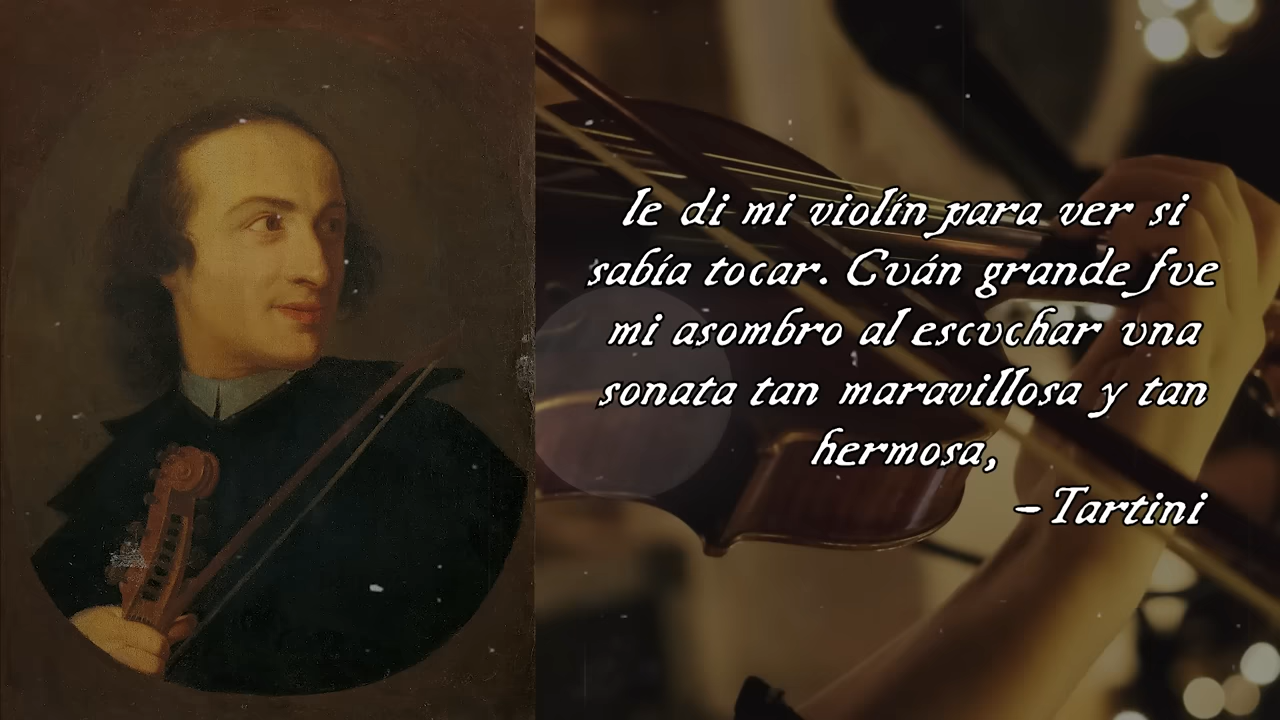 le di mi violín para ver si
sabía tocar. Cuán grande fue
mi asombro al escuchar una
sonata tan maravillosa y tan
hermosa,
– Tartini